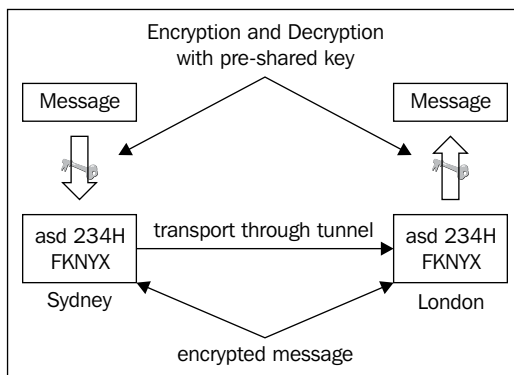 Encryption and Decryption
with pre-shared key
Message
Message
asd 234H
FKNYX
transport through tunnel
asd 234H
FKNYX
Sydney
London
encrypted message